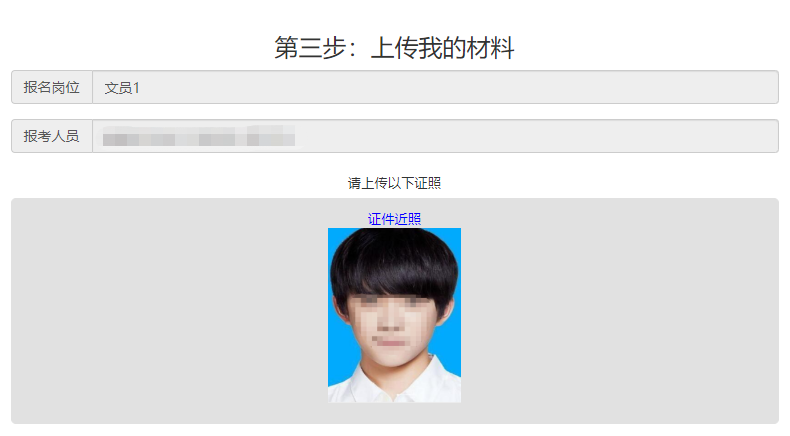 第三步：上传我的材料
报名岗位 文员1
报考人员
请上传以下证照
证件近照